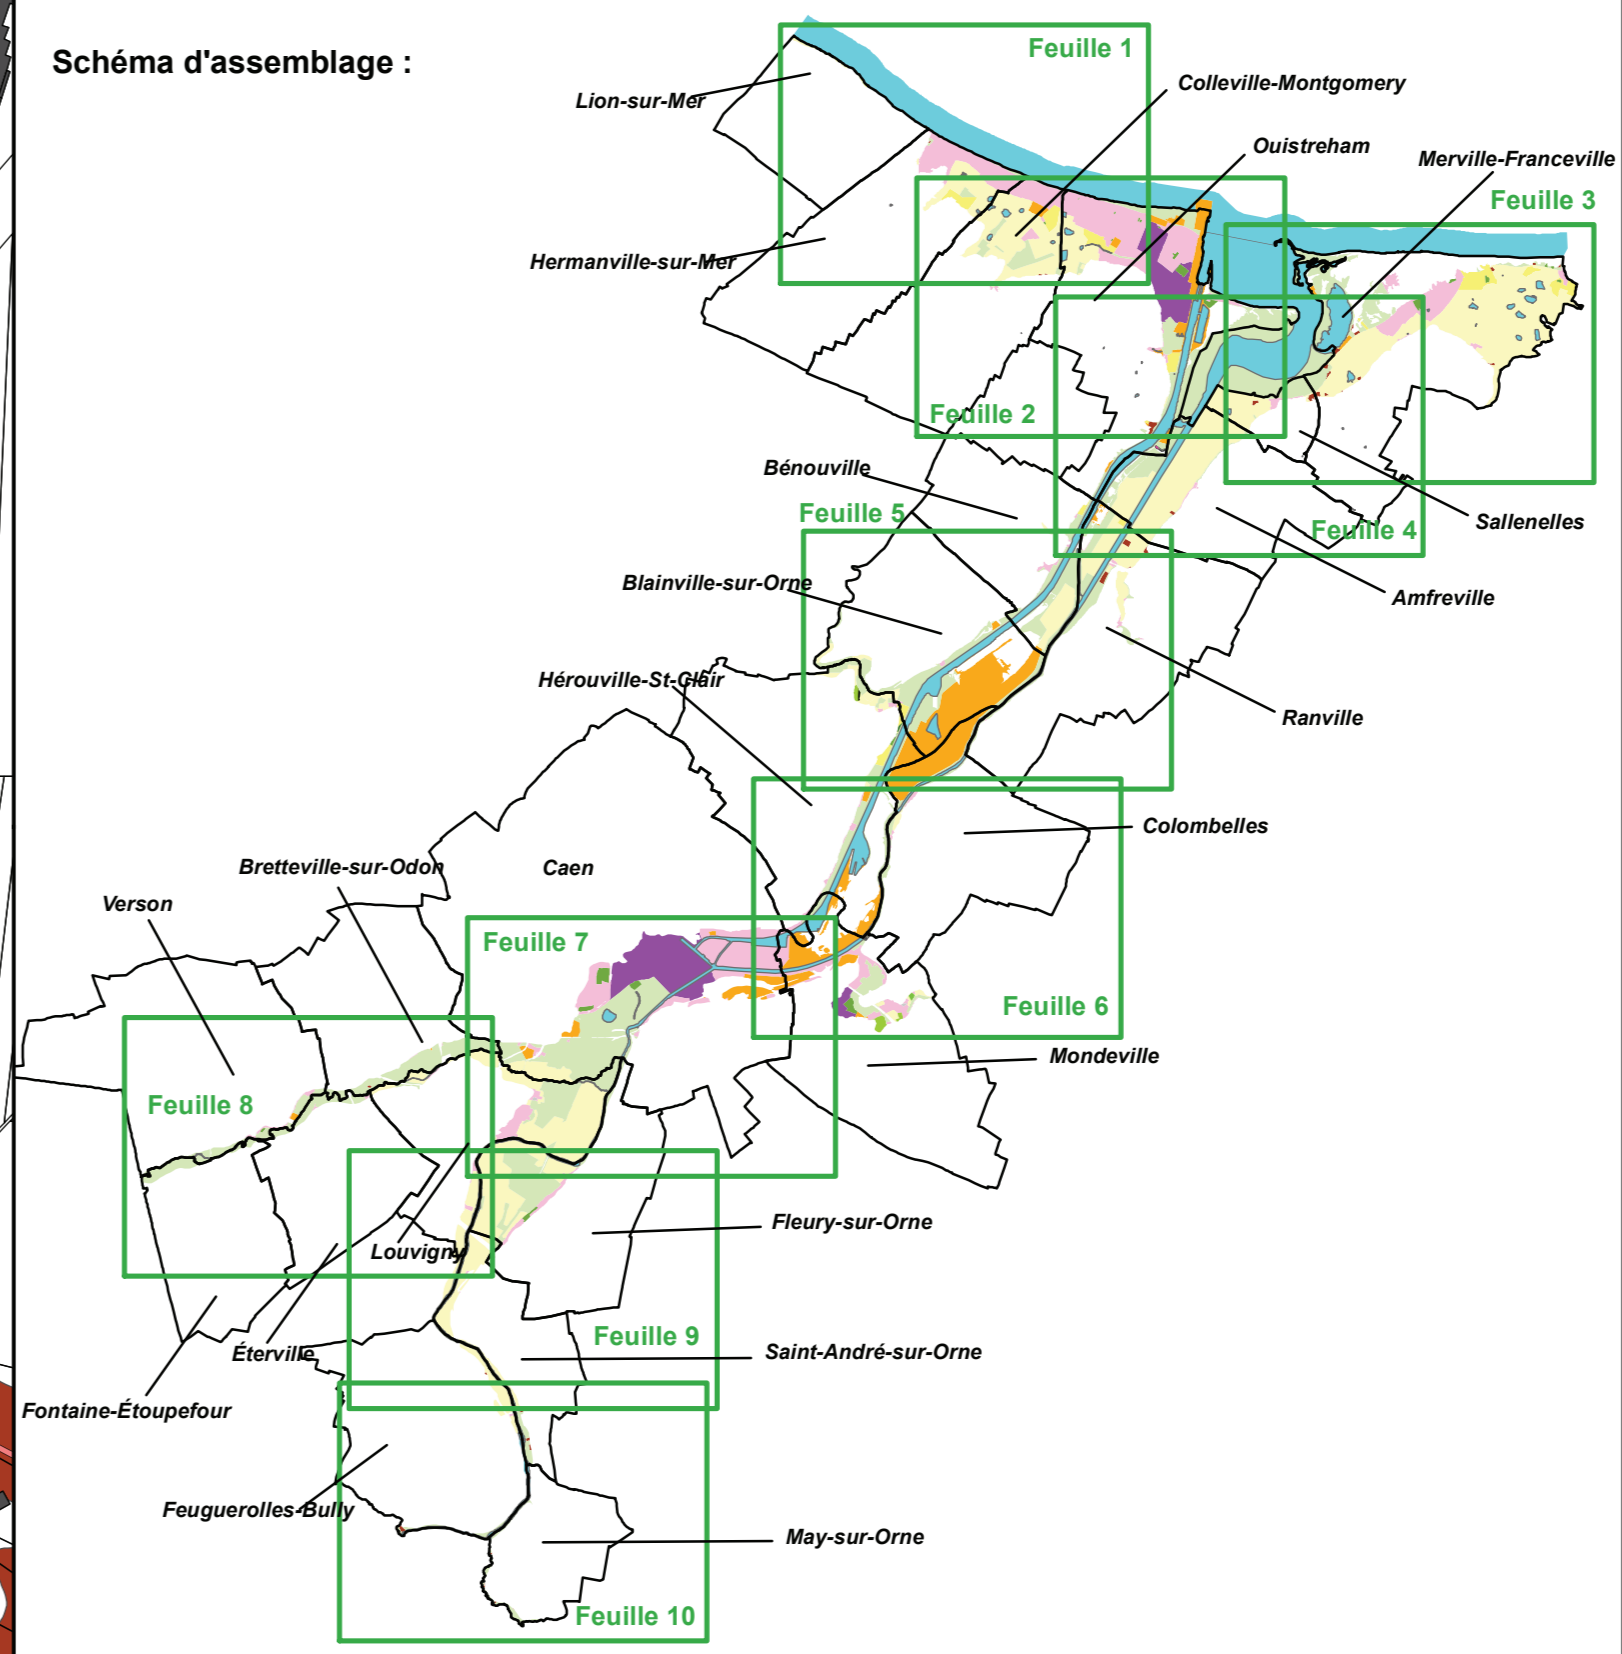 Schéma d'assemblage :
Feuille 1
Colleville-Montgomery
Lion-sur-Mer
Ouistreham
Merville-Franceville
Feuille 3
Hermanville-sur-Mer
Feuille 2
Bénouville
Feuille 5
Sallenelles
Feuille 4
Blainville-sur-Orne
Amfreville
Hérouville-St-Clair
Ranville
Colombelles
Bretteville-sur-Odon
Caen
Verson
Feuille 7
Feuille 6
Mondeville
Feuille 8
Fleury-sur-Orne
Louvigny
Feuille 9
Éterville
Saint-André-sur-Orne
Fontaine-Étoupefour
Feuguerolles-Bully
May-sur-Orne
Feuille 10